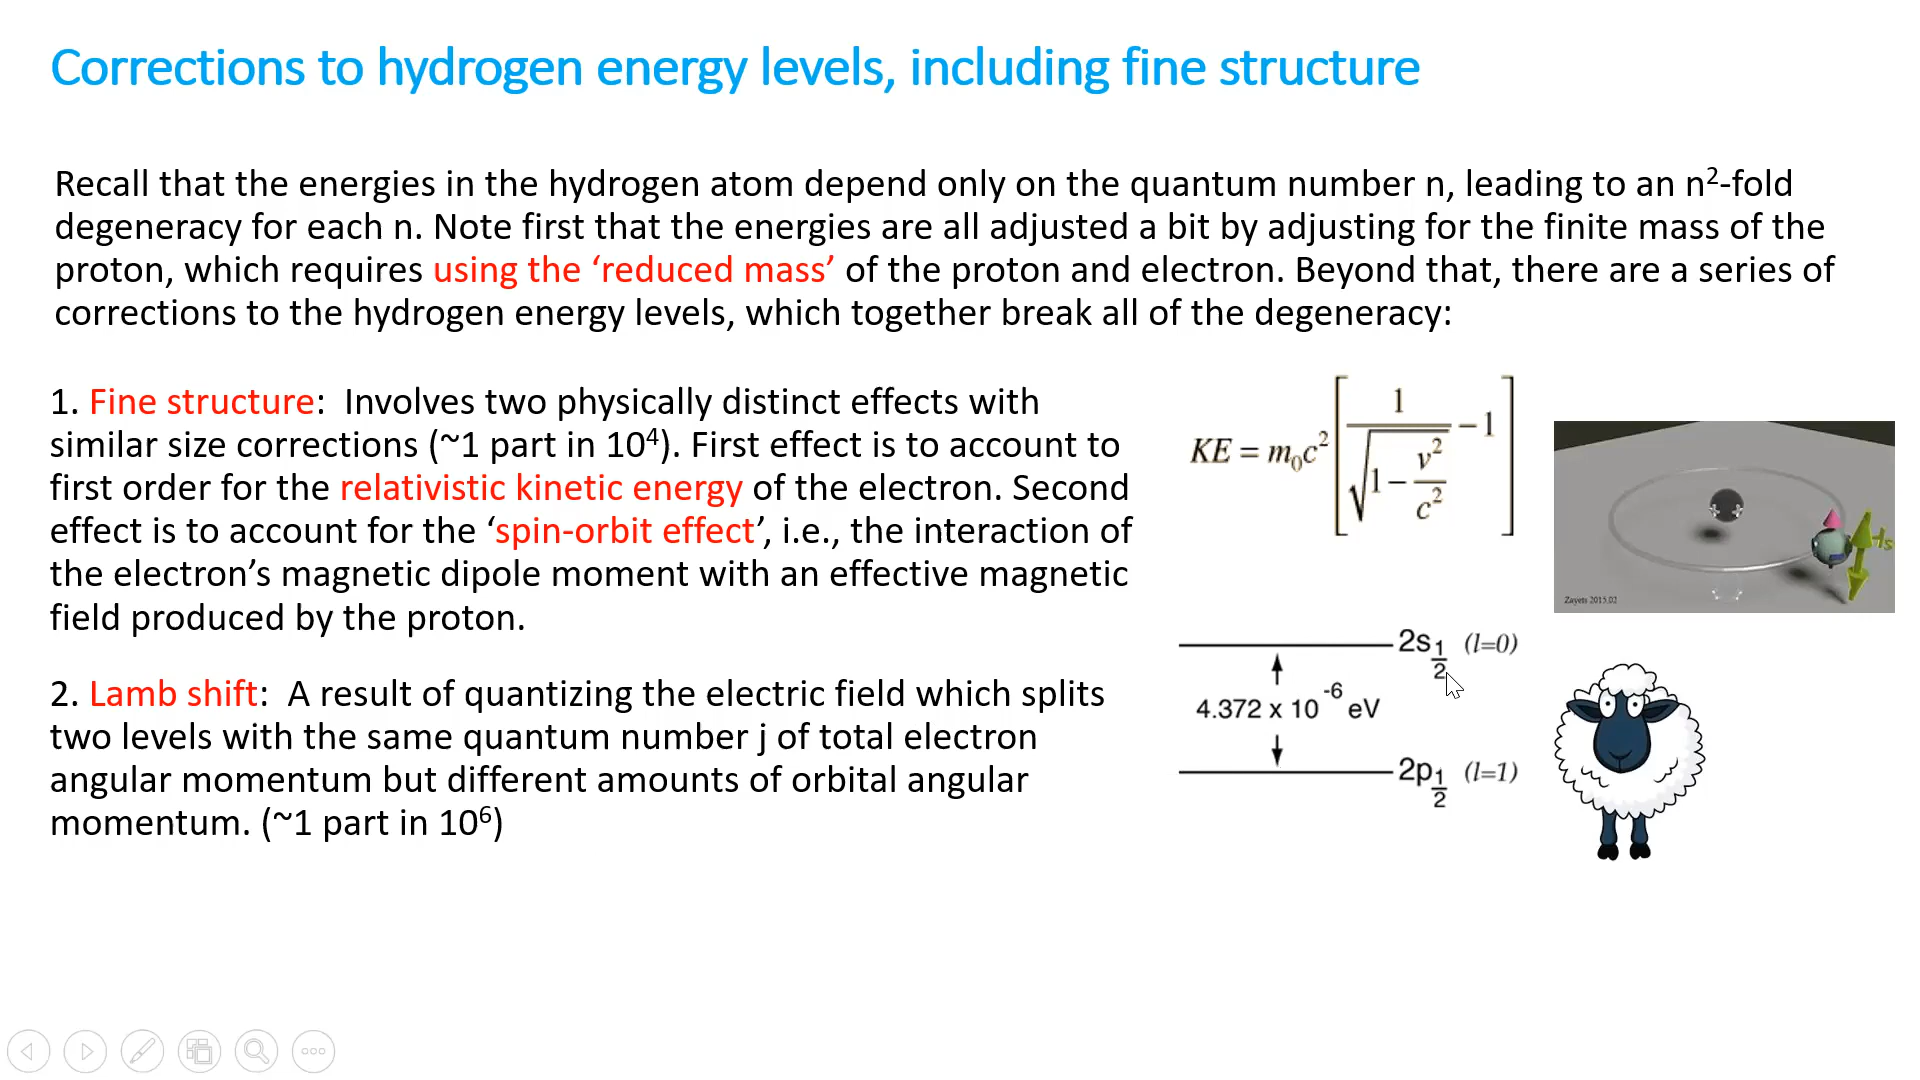 Corrections to hydrogen energy levels, including fine structure
Recall that the energies in the hydrogen atom depend only on the quantum number n, leading to an n²-fold
degeneracy for each n. Note first that the energies are all adjusted a bit by adjusting for the finite mass of the
proton, which requires using the ‘reduced mass’ of the proton and electron. Beyond that, there are a series of
corrections to the hydrogen energy levels, which together break all of the degeneracy:
1. Fine structure:  Involves two physically distinct effects with
similar size corrections (~1 part in 10⁴). First effect is to account to
first order for the relativistic kinetic energy of the electron. Second
effect is to account for the ‘spin-orbit effect’, i.e., the interaction of
the electron’s magnetic dipole moment with an effective magnetic
field produced by the proton.
KE = m₀c² [ 1 / √(1 − v²/c²) − 1 ]
Hs
Zayets 2015.02
2. Lamb shift:  A result of quantizing the electric field which splits
two levels with the same quantum number j of total electron
angular momentum but different amounts of orbital angular
momentum. (~1 part in 10⁶)
2s 1/2 (l=0)
4.372 x 10⁻⁶ eV
2p 1/2 (l=1)